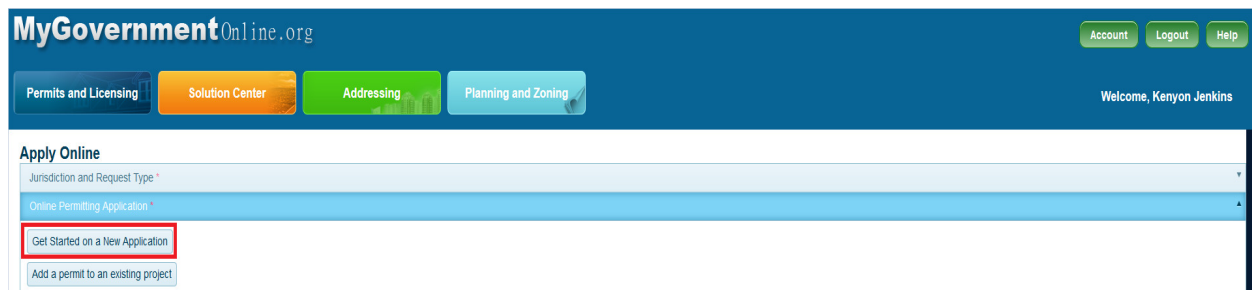 MyGovernmentOnline.org
Account Logout Help
Permits and Licensing Solution Center Addressing Planning and Zoning
Welcome, Kenyon Jenkins
Apply Online
Jurisdiction and Request Type *
Online Permitting Application *
Get Started on a New Application
Add a permit to an existing project